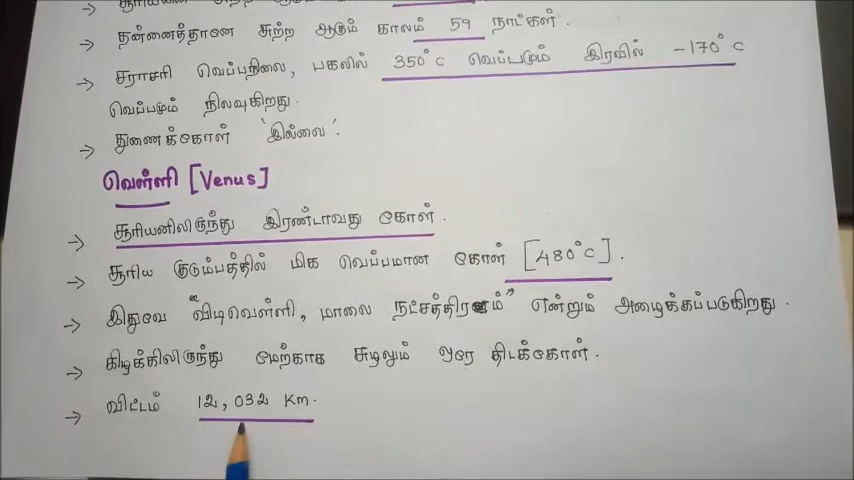 தன்னைத்தானே சுற்ற ஆகும் காலம் 59 நாட்கள்.
→ சராசரி வெப்பநிலை, பகலில் 350°c வெப்பமும் இரவில் -170°c
வெப்பமும் நிலவுகிறது.
→ துணைக்கோள் 'இல்லை'.
வெள்ளி [Venus]
→ சூரியனிலிருந்து இரண்டாவது கோள்.
→ சூரிய குடும்பத்தில் மிக வெப்பமான கோள் [480°c].
→ இதுவே "விடிவெள்ளி, மாலை நட்சத்திரம்" என்றும் அழைக்கப்படுகிறது.
→ கிழக்கிலிருந்து மேற்காக சுழலும் ஒரே திடக்கோள்.
→ விட்டம் 12,032 Km.